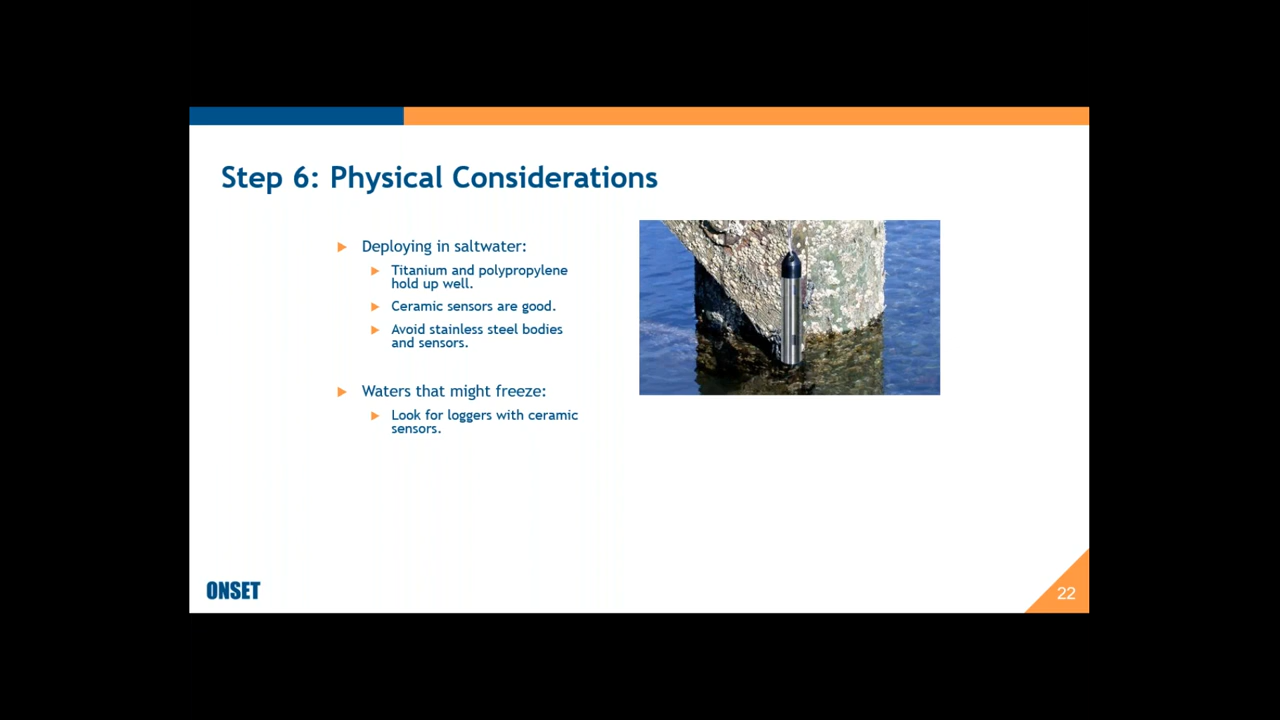 Step 6: Physical Considerations
Deploying in saltwater:
Titanium and polypropylene
hold up well.
Ceramic sensors are good.
Avoid stainless steel bodies
and sensors.
Waters that might freeze:
Look for loggers with ceramic
sensors.
ONSET
22